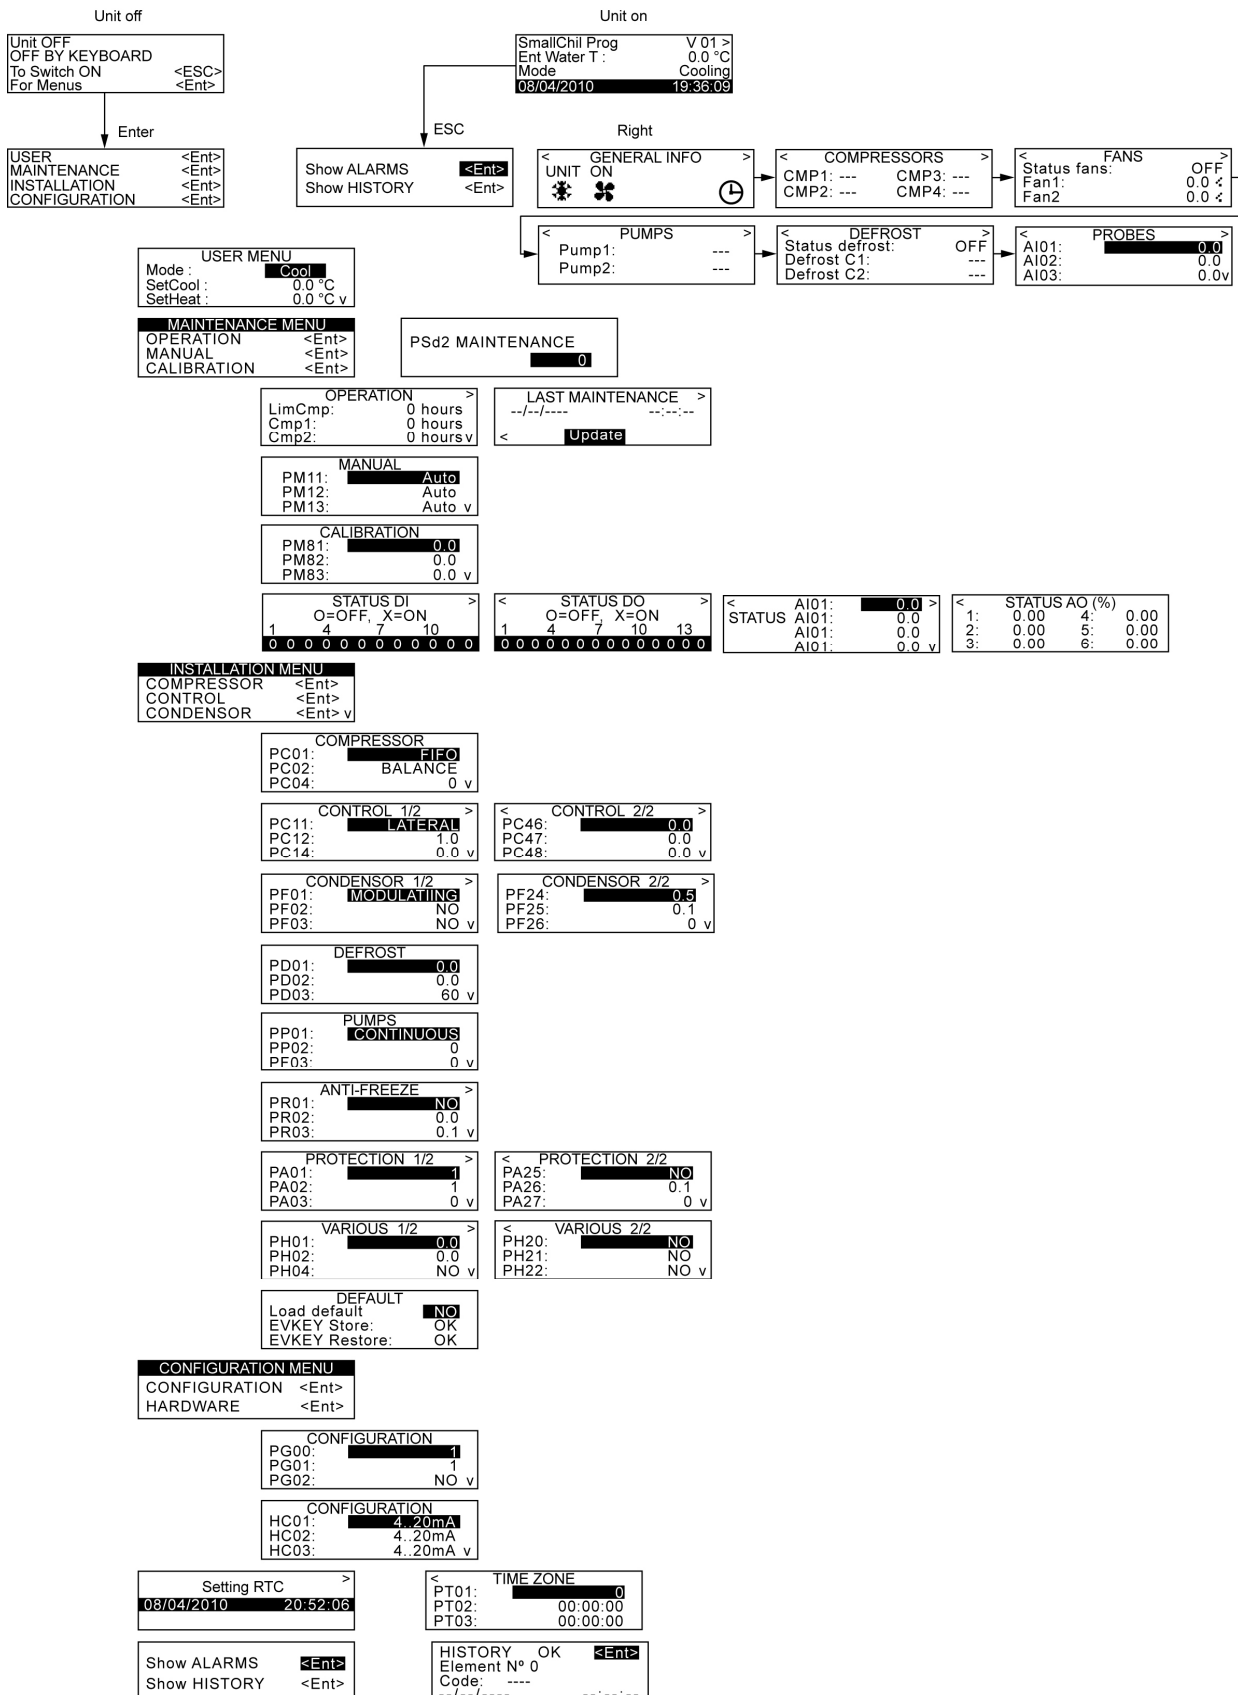 Unit off
Unit on
Unit OFF
OFF BY KEYBOARD
To Switch ON <ESC>
For Menus <Ent>
SmallChil Prog V 01 >
Ent Water T : 0.0 °C
Mode Cooling
08/04/2010 19:36:09
Enter
ESC
Right
USER <Ent>
MAINTENANCE <Ent>
INSTALLATION <Ent>
CONFIGURATION <Ent>
Show ALARMS <Ent>
Show HISTORY <Ent>
< GENERAL INFO >
UNIT ON
< COMPRESSORS >
CMP1: --- CMP3: ---
CMP2: --- CMP4: ---
< FANS >
Status fans: OFF
Fan1: 0.0
Fan2 0.0
< PUMPS >
Pump1: ---
Pump2: ---
< DEFROST >
Status defrost: OFF
Defrost C1: ---
Defrost C2: ---
< PROBES >
AI01: 0.0
AI02: 0.0
AI03: 0.0v
USER MENU
Mode : Cool
SetCool : 0.0 °C
SetHeat : 0.0 °C v
MAINTENANCE MENU
OPERATION <Ent>
MANUAL <Ent>
CALIBRATION <Ent>
PSd2 MAINTENANCE
0
OPERATION >
LimCmp: 0 hours
Cmp1: 0 hours
Cmp2: 0 hours v
LAST MAINTENANCE >
--/--/---- --:--:--
< Update
MANUAL
PM11: Auto
PM12: Auto
PM13: Auto v
CALIBRATION
PM81: 0.0
PM82: 0.0
PM83: 0.0 v
STATUS DI >
O=OFF, X=ON
1 4 7 10
0 0 0 0 0 0 0 0 0 0 0 0
< STATUS DO >
O=OFF, X=ON
1 4 7 10 13
0 0 0 0 0 0 0 0 0 0 0 0 0 0
< AI01: 0.0 >
STATUS AI01: 0.0
AI01: 0.0
AI01: 0.0 v
< STATUS AO (%)
1: 0.00 4: 0.00
2: 0.00 5: 0.00
3: 0.00 6: 0.00
INSTALLATION MENU
COMPRESSOR <Ent>
CONTROL <Ent>
CONDENSOR <Ent> v
COMPRESSOR
PC01: FIFO
PC02: BALANCE
PC04: 0 v
CONTROL 1/2 >
PC11: LATERAL
PC12: 1.0
PC14: 0.0 v
< CONTROL 2/2 >
PC46: 0.0
PC47: 0.0
PC48: 0.0 v
CONDENSOR 1/2 >
PF01: MODULATIING
PF02: NO
PF03: NO v
CONDENSOR 2/2 >
PF24: 0.5
PF25: 0.1
PF26: 0 v
DEFROST
PD01: 0.0
PD02: 0.0
PD03: 60 v
PUMPS
PP01: CONTINUOUS
PP02: 0
PF03: 0 v
ANTI-FREEZE >
PR01: NO
PR02: 0.0
PR03: 0.1 v
PROTECTION 1/2 >
PA01: 1
PA02: 1
PA03: 0 v
< PROTECTION 2/2
PA25: NO
PA26: 0.1
PA27: 0 v
VARIOUS 1/2 >
PH01: 0.0
PH02: 0.0
PH04: NO v
< VARIOUS 2/2
PH20: NO
PH21: NO
PH22: NO v
DEFAULT
Load default NO
EVKEY Store: OK
EVKEY Restore: OK
CONFIGURATION MENU
CONFIGURATION <Ent>
HARDWARE <Ent>
CONFIGURATION
PG00: 1
PG01: 1
PG02: NO v
CONFIGURATION
HC01: 4..20mA
HC02: 4..20mA
HC03: 4..20mA v
Setting RTC >
08/04/2010 20:52:06
< TIME ZONE
PT01: 0
PT02: 00:00:00
PT03: 00:00:00
Show ALARMS <Ent>
Show HISTORY <Ent>
HISTORY OK <Ent>
Element Nº 0
Code: ----
--/--/---- --:--:--